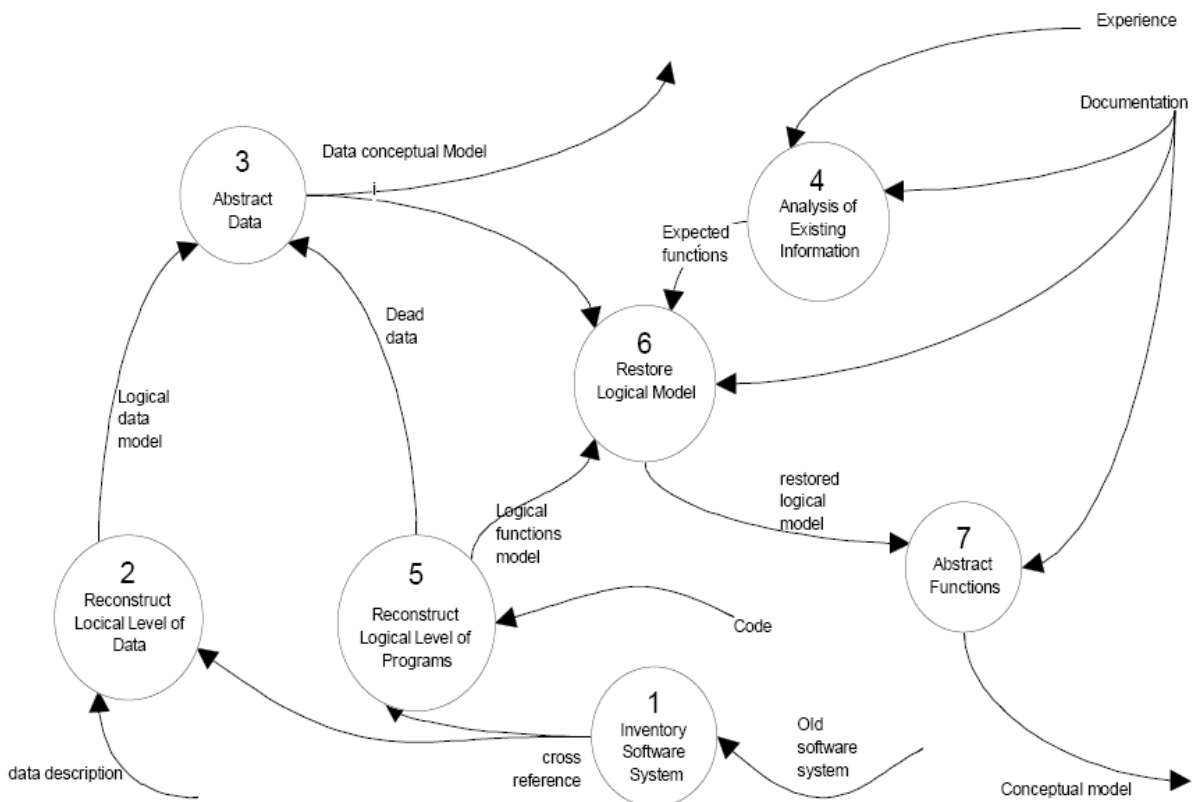 Experience
Documentation
3
Abstract
Data
Data conceptual Model
i
4
Analysis of
Existing
Information
Expected
functions
Dead
data
6
Restore
Logical Model
Logical
data
model
restored
logical
model
Logical
functions
model
7
Abstract
Functions
2
Reconstruct
Locical Level of
Data
5
Reconstruct
Logical Level of
Programs
Code
1
Inventory
Software
System
Old
software
system
cross
reference
data description
Conceptual model